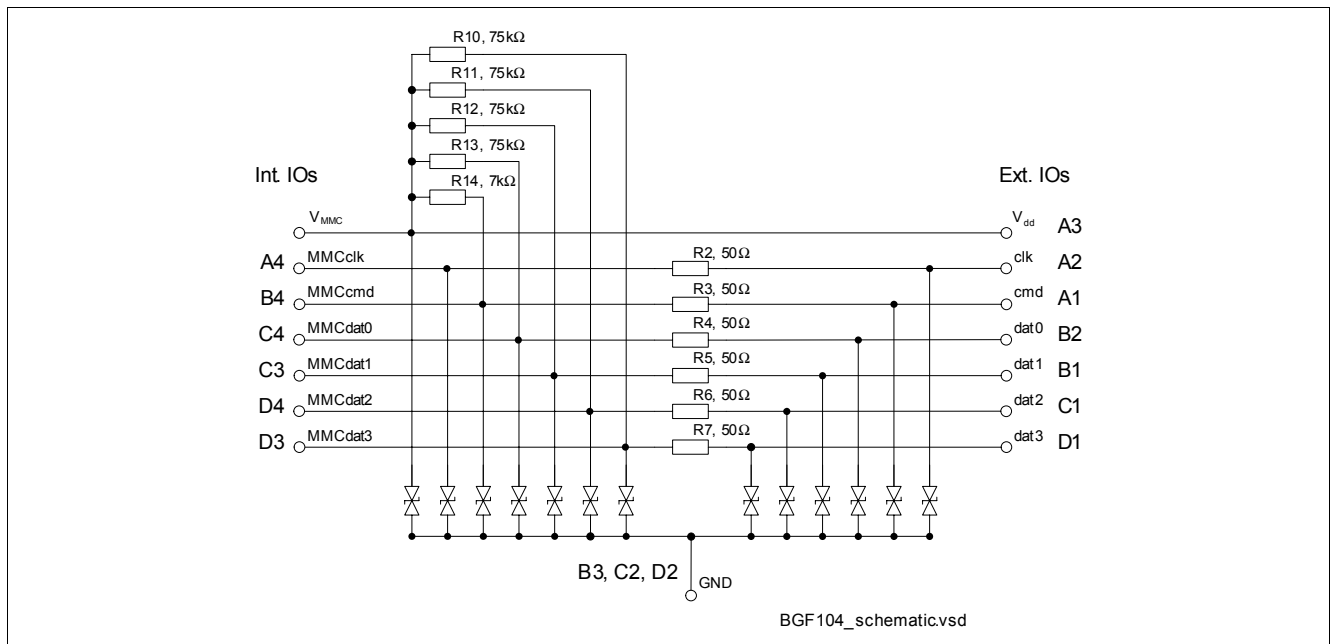 R10, 75kΩ
R11, 75kΩ
R12, 75kΩ
R13, 75kΩ
Int. IOs
Ext. IOs
R14, 7kΩ
VMMC
Vdd A3
A4 MMCclk R2, 50Ω clk A2
B4 MMCcmd R3, 50Ω cmd A1
C4 MMCdat0 R4, 50Ω dat0 B2
C3 MMCdat1 R5, 50Ω dat1 B1
D4 MMCdat2 R6, 50Ω dat2 C1
D3 MMCdat3 R7, 50Ω dat3 D1
B3, C2, D2
GND
BGF104_schematic.vsd